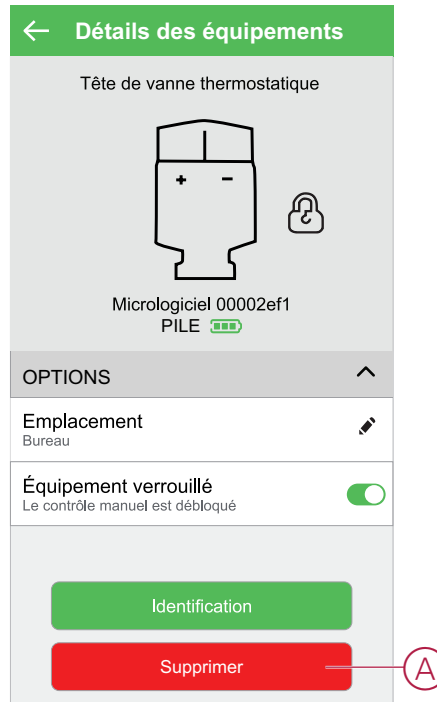 Détails des équipements
Tête de vanne thermostatique
+ -
Micrologiciel 00002ef1
PILE
OPTIONS
Emplacement
Bureau
Équipement verrouillé
Le contrôle manuel est débloqué
Identification
Supprimer
A